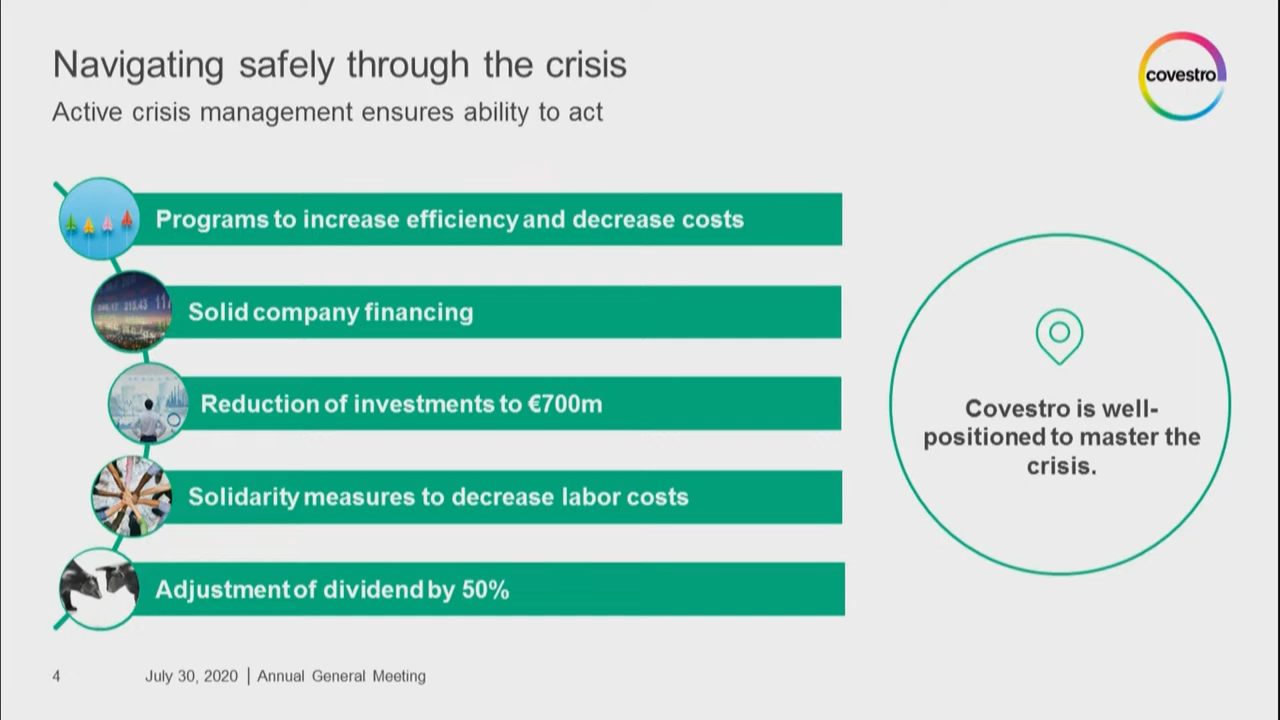 Navigating safely through the crisis
Active crisis management ensures ability to act
covestro
Programs to increase efficiency and decrease costs
Solid company financing
Reduction of investments to €700m
Solidarity measures to decrease labor costs
Adjustment of dividend by 50%
Covestro is well-
positioned to master the
crisis.
4 July 30, 2020 | Annual General Meeting